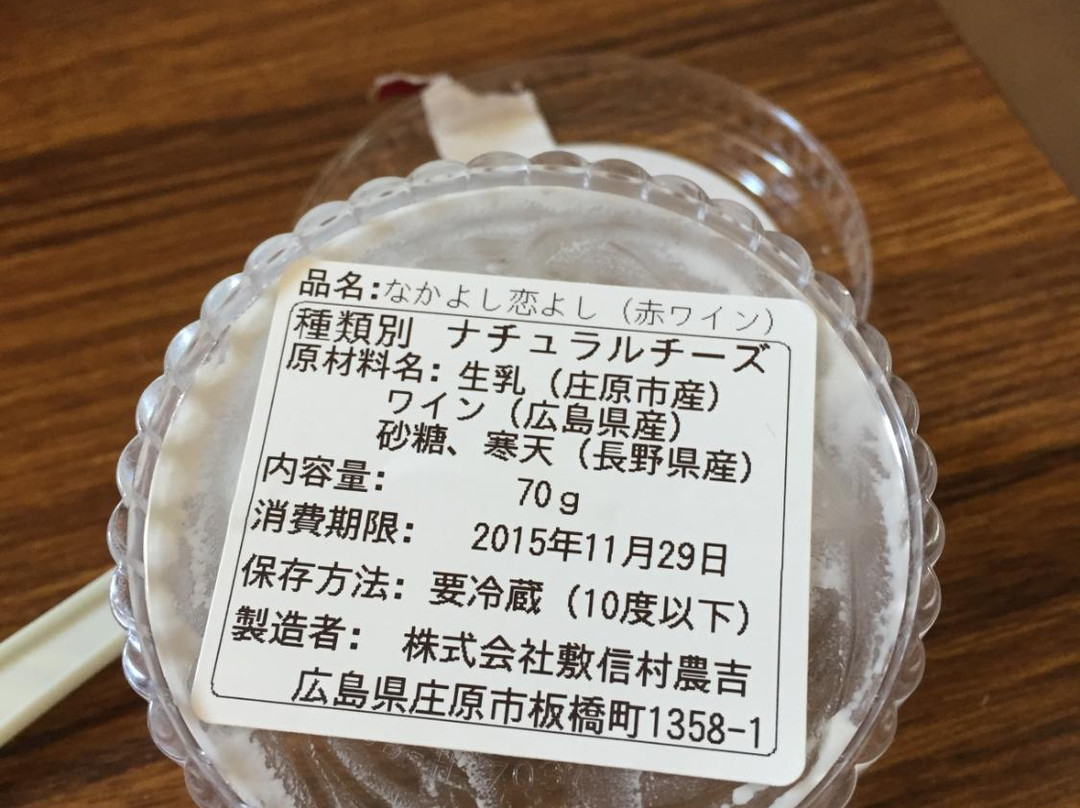 品名:なかよし恋よし（赤ワイン）
種類別　ナチュラルチーズ
原材料名: 生乳（庄原市産）
ワイン（広島県産）
砂糖、寒天（長野県産）
内容量: 70ｇ
消費期限: 2015年11月29日
保存方法: 要冷蔵（10度以下）
製造者: 株式会社敷信村農吉
広島県庄原市板橋町1358-1